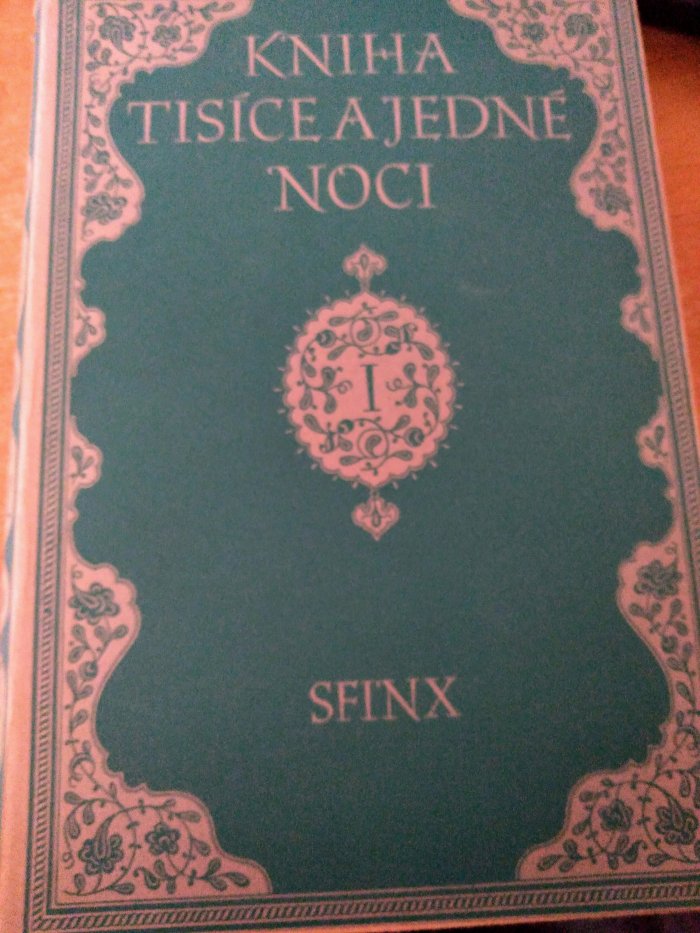 KNIHA
TISÍCE A JEDNÉ
NOCI
I
SFINX